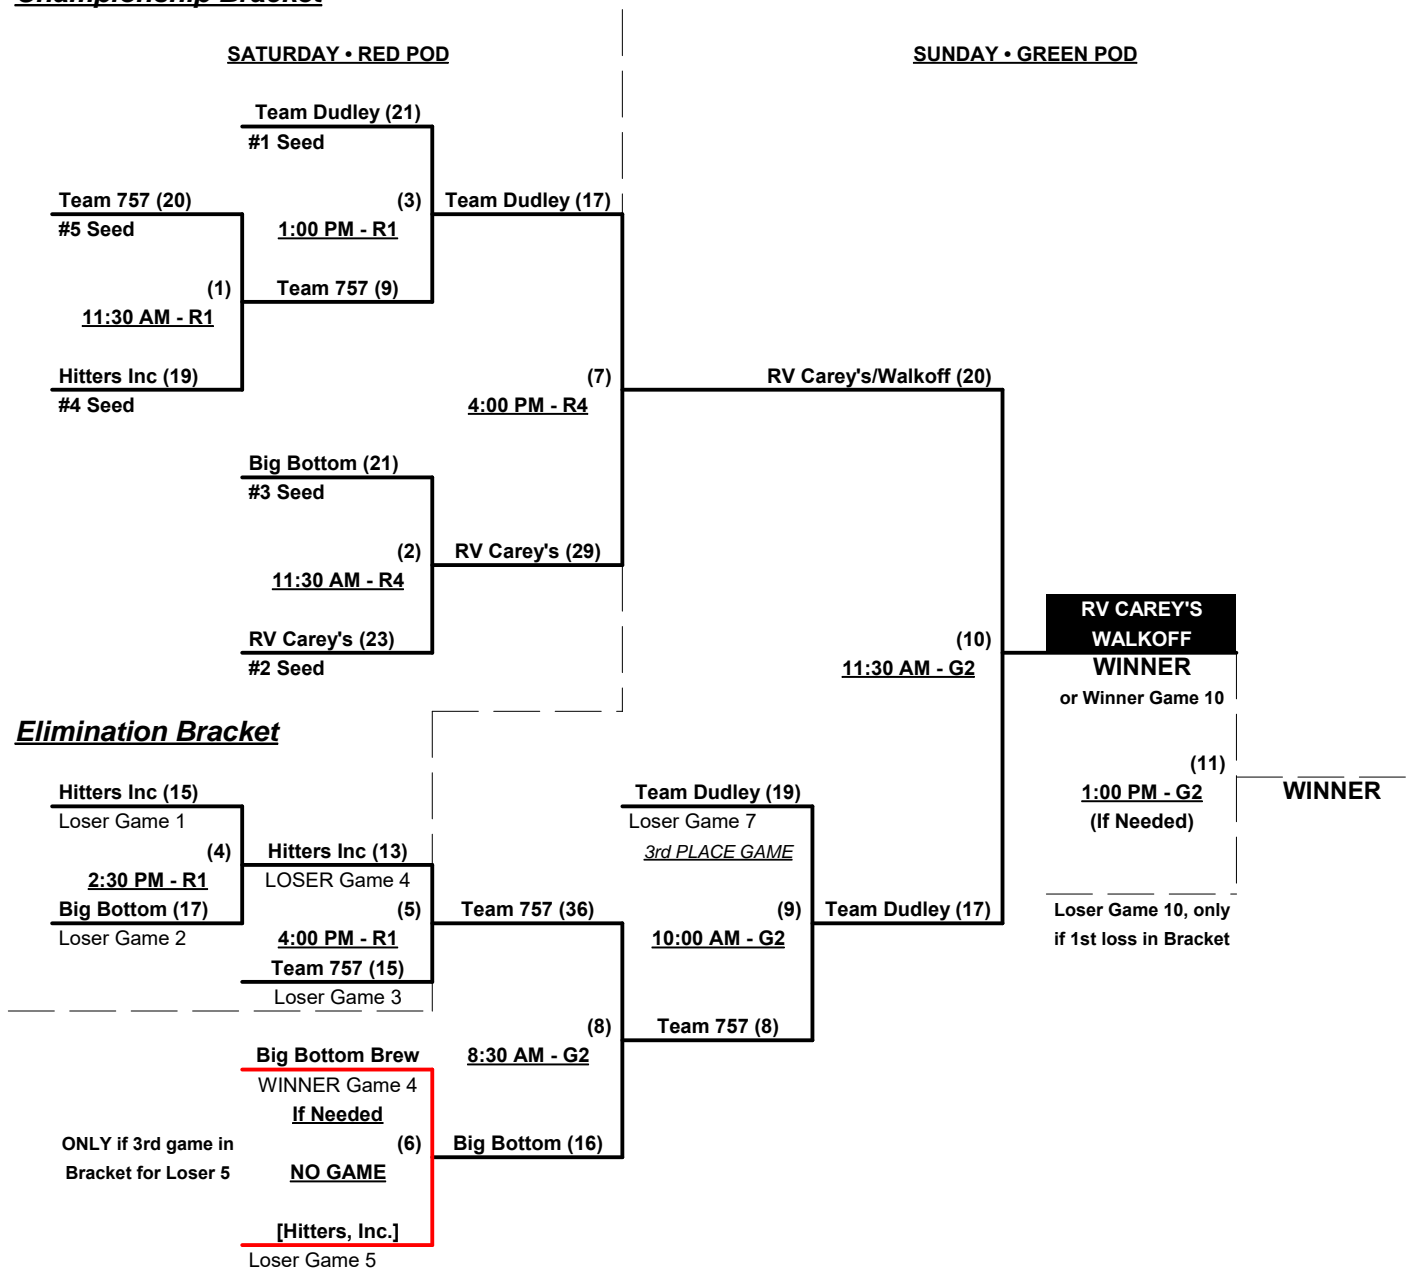 Championship Bracket
SATURDAY • RED POD
SUNDAY • GREEN POD
Team Dudley (21)
#1 Seed
Team 757 (20)
#5 Seed
(3)
1:00 PM - R1
Team Dudley (17)
(1)
11:30 AM - R1
Team 757 (9)
Hitters Inc (19)
#4 Seed
(7)
4:00 PM - R4
RV Carey's/Walkoff (20)
Big Bottom (21)
#3 Seed
(2)
11:30 AM - R4
RV Carey's (29)
RV Carey's (23)
#2 Seed
(10)
11:30 AM - G2
RV CAREY'S
WALKOFF
WINNER
or Winner Game 10
Elimination Bracket
(11)
1:00 PM - G2
(If Needed)
WINNER
Loser Game 10, only
if 1st loss in Bracket
Hitters Inc (15)
Loser Game 1
(4)
2:30 PM - R1
Big Bottom (17)
Loser Game 2
Hitters Inc (13)
LOSER Game 4
(5)
4:00 PM - R1
Team 757 (15)
Loser Game 3
Team 757 (36)
Team Dudley (19)
Loser Game 7
3rd PLACE GAME
(9)
10:00 AM - G2
Team Dudley (17)
(8)
8:30 AM - G2
Team 757 (8)
Big Bottom Brew
WINNER Game 4
If Needed
ONLY if 3rd game in
Bracket for Loser 5
(6)
NO GAME
Big Bottom (16)
[Hitters, Inc.]
Loser Game 5